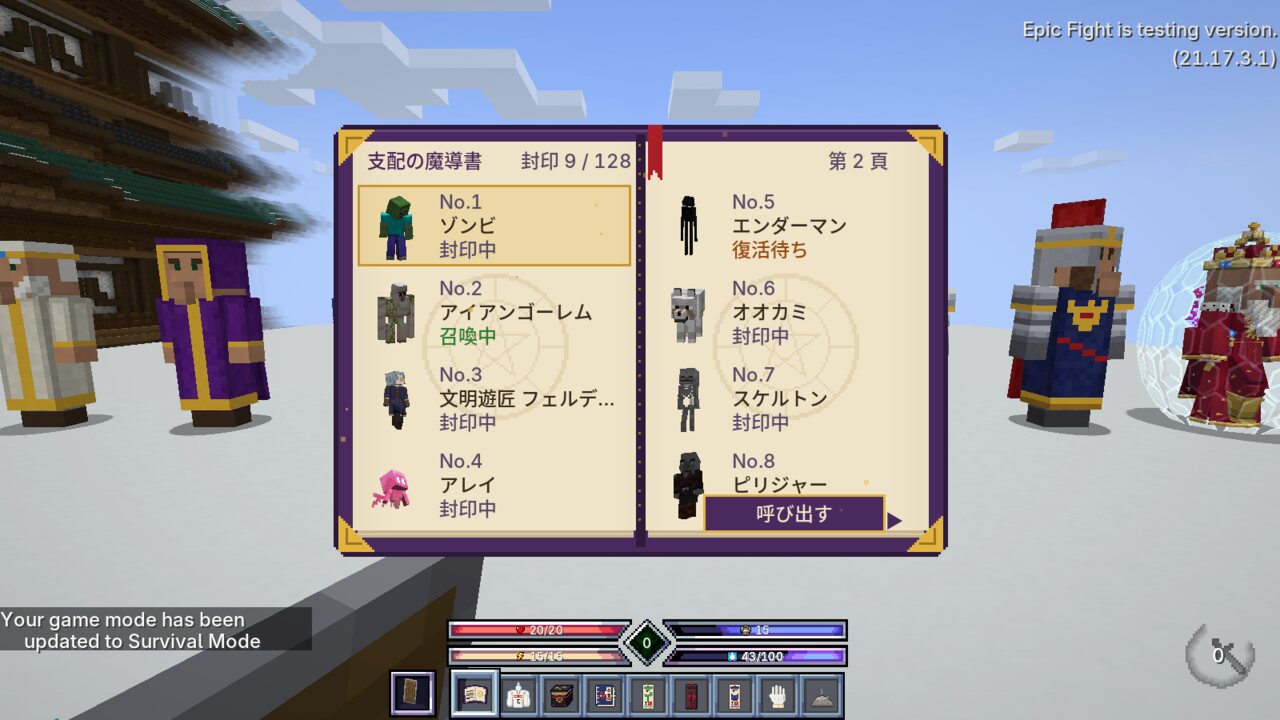 Epic Fight is testing version.
(21.17.3.1)
支配の魔導書 封印 9 / 128
第 2 頁
No.1
ゾンビ
封印中
No.2
アイアンゴーレム
召喚中
No.3
文明遊匠 フェルデ...
封印中
No.4
アレイ
封印中
No.5
エンダーマン
復活待ち
No.6
オオカミ
封印中
No.7
スケルトン
封印中
No.8
ピリジャー
呼び出す
Your game mode has been
updated to Survival Mode
20/20
15
0
15/15
43/100
0